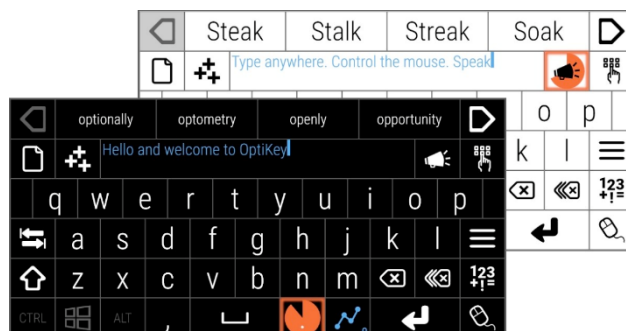 Steak Stalk Streak Soak
Type anywhere. Control the mouse. Speak
o p
k l
123
+!=
optionally optometry openly opportunity
Hello and welcome to OptiKey
q w e r t y u i o p
a s d f g h j k l
z x c v b n m 123
+!=
CTRL ALT ,